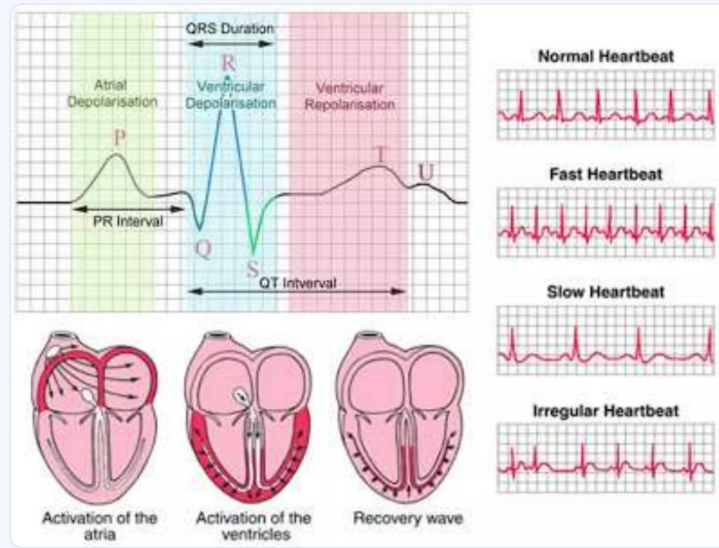 QRS Duration
R
Atrial
Depolarisation
Ventricular
Depolarisation
Ventricular
Repolarisation
P
T
U
PR Interval
Q
S
QT Intverval
Activation of the
atria
Activation of the
ventricles
Recovery wave
Normal Heartbeat
Fast Heartbeat
Slow Heartbeat
Irregular Heartbeat